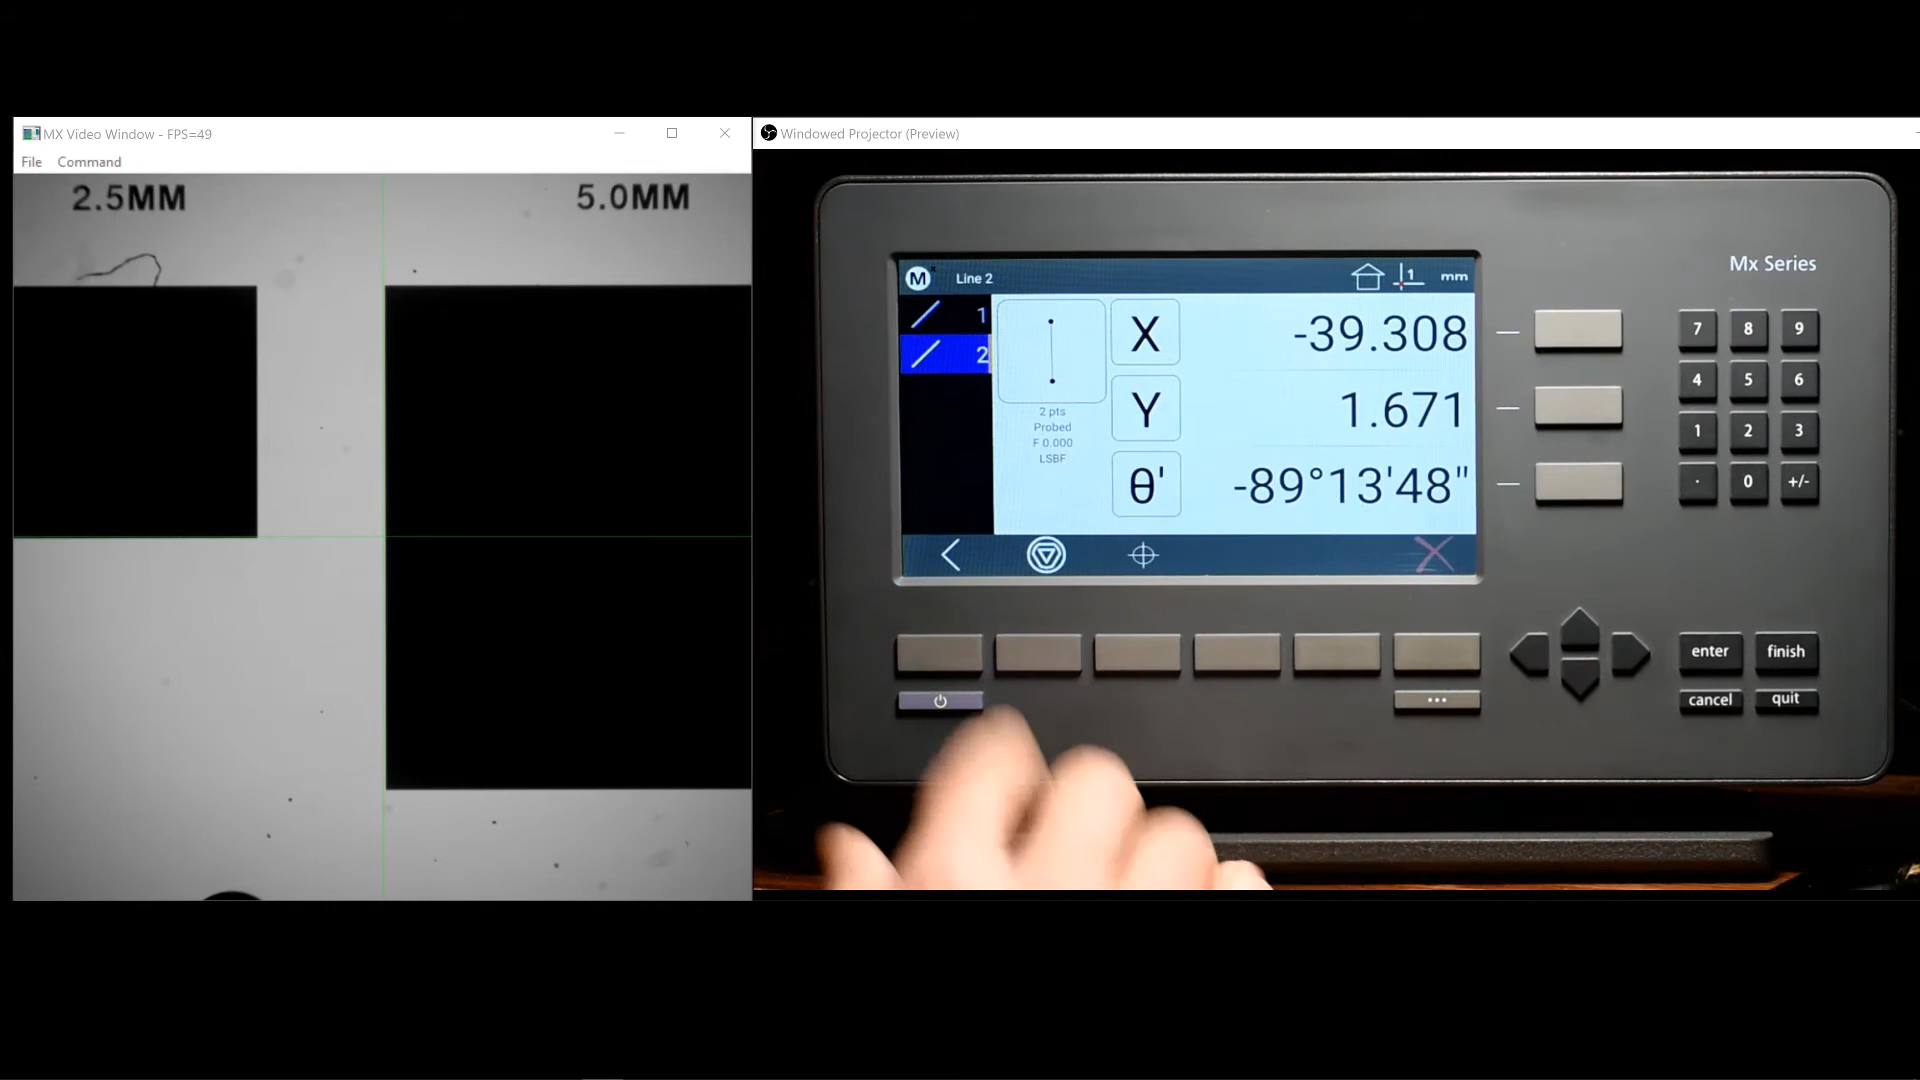 MX Video Window - FPS=49
File Command
2.5MM
5.0MM
Windowed Projector (Preview)
Mx Series
M
Line 2
1
mm
1
2
2 pts
Probed
F 0.000
LSBF
X
-39.308
Y
1.671
θ'
-89°13'48"
7 8 9
4 5 6
1 2 3
. 0 +/-
enter
finish
cancel
quit
...